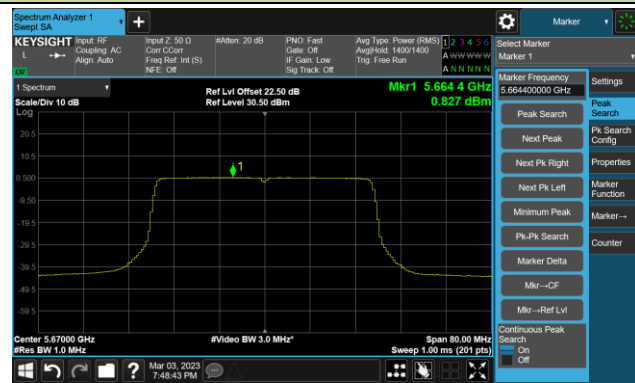 Spectrum Analyzer 1
Swept SA
Marker
KEYSIGHT
L
LW
Input: RF
Coupling: AC
Align: Auto
Input Z: 50 Ω
Corr CCorr
Freq Ref: Int (S)
NFE: Off
#Atten: 20 dB
PNO: Fast
Gate: Off
IF Gain: Low
Sig Track: Off
Avg Type: Power (RMS)
Avg|Hold: 1400/1400
Trig: Free Run
1 2 3 4 5 6
A W W W W W
A N N N N N
Select Marker
Marker 1
1 Spectrum
Scale/Div 10 dB
Log
Ref Lvl Offset 22.50 dB
Ref Level 30.50 dBm
Mkr1 5.664 4 GHz
0.827 dBm
20.5
10.5
0.500
-9.50
-19.5
-29.5
-39.5
-49.5
-59.5
1
Center 5.67000 GHz
#Res BW 1.0 MHz
#Video BW 3.0 MHz*
Span 80.00 MHz
Sweep 1.00 ms (201 pts)
Marker Frequency
5.664400000 GHz
Peak Search
Next Peak
Next Pk Right
Next Pk Left
Minimum Peak
Pk-Pk Search
Marker Delta
Mkr→CF
Mkr→Ref Lvl
Continuous Peak
Search
On
Off
Settings
Peak
Search
Pk Search
Config
Properties
Marker
Function
Marker→
Counter
?
Mar 03, 2023
7:48:43 PM